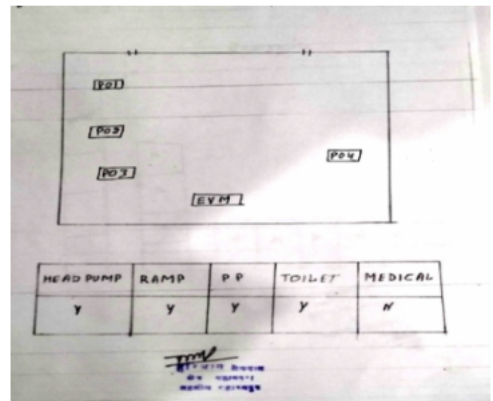 PO1
PO2
PO3
PO4
EVM
HEAD PUMP RAMP PP TOILET MEDICAL
Y Y Y Y N